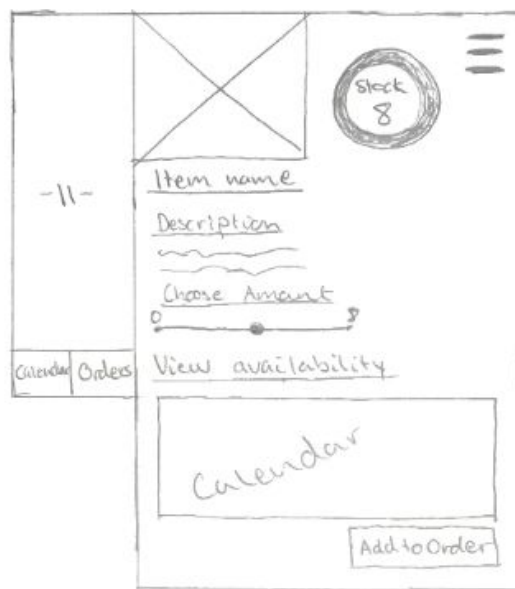 Stock
8
-11-
Item name
Description
Choose Amount
0 8
Calendar Orders
View availability
Calendar
Add to Order